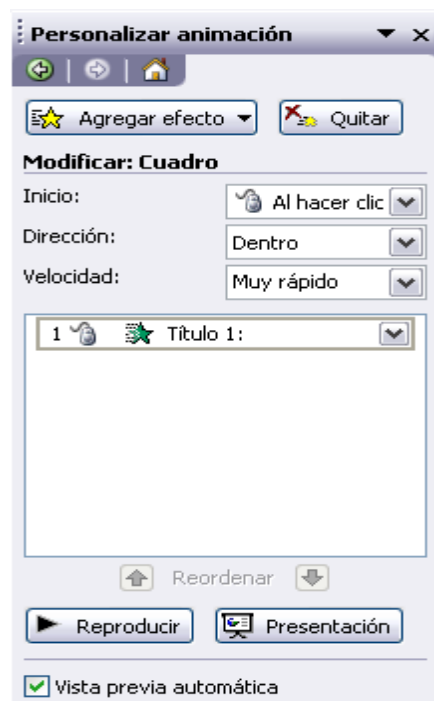 Personalizar animación
Agregar efecto Quitar
Modificar: Cuadro
Inicio: Al hacer clic
Dirección: Dentro
Velocidad: Muy rápido
1 Título 1:
Reordenar
Reproducir Presentación
Vista previa automática